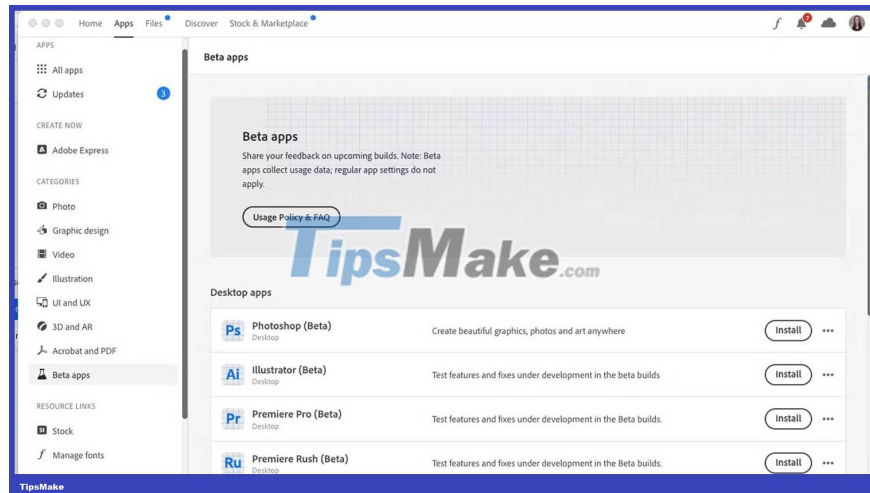 Home Apps Files Discover Stock & Marketplace
f 7
APPS
All apps
Updates 3
CREATE NOW
Adobe Express
CATEGORIES
Photo
Graphic design
Video
Illustration
UI and UX
3D and AR
Acrobat and PDF
Beta apps
RESOURCE LINKS
St Stock
f Manage fonts
Beta apps
Beta apps
Share your feedback on upcoming builds. Note: Beta
apps collect usage data; regular app settings do not
apply.
Usage Policy & FAQ
TipsMake.com
Desktop apps
Ps Photoshop (Beta)
Desktop
Create beautiful graphics, photos and art anywhere
Install
Ai Illustrator (Beta)
Desktop
Test features and fixes under development in the beta builds
Install
Pr Premiere Pro (Beta)
Desktop
Test features and fixes under development in the Beta builds.
Install
Ru Premiere Rush (Beta)
Desktop
Test features and fixes under development in the Beta builds.
Install
TipsMake